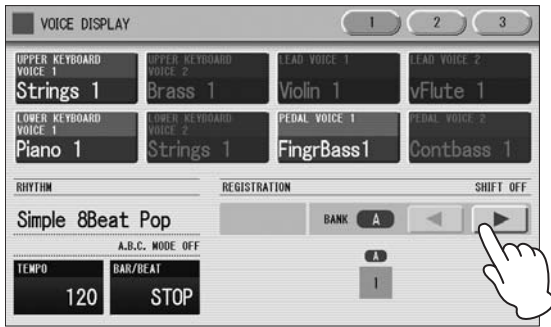 VOICE DISPLAY
1
2
3
UPPER KEYBOARD VOICE 1
Strings 1
UPPER KEYBOARD VOICE 2
Brass 1
LEAD VOICE 1
Violin 1
LEAD VOICE 2
vFlute 1
LOWER KEYBOARD VOICE 1
Piano 1
LOWER KEYBOARD VOICE 2
Strings 1
PEDAL VOICE 1
FingrBass1
PEDAL VOICE 2
Contbass 1
RHYTHM
REGISTRATION
SHIFT OFF
Simple 8Beat Pop
BANK A
A.B.C. MODE OFF
A
TEMPO
120
BAR/BEAT
STOP
1